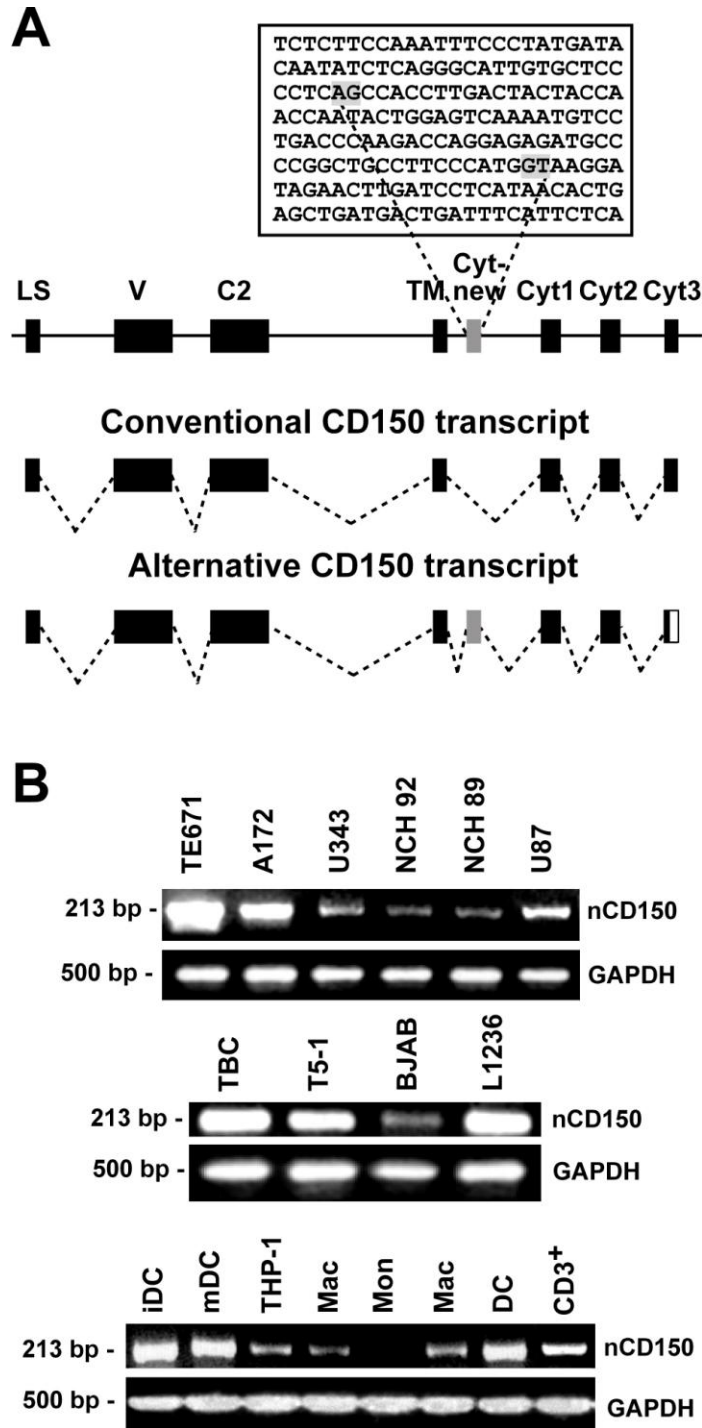 A
TCTCTTCCAAATTTCCCTATGATA
CAATATCTCAGGGCATTGTGCTCC
CCTCAGCCACCTTGACTACTACCA
ACCAATACTGGAGTCAAAATGTCC
TGACCCAAGACCAGGAGAGATGCC
CCGGCTGCCTTCCCATGGTAAGGA
TAGAACTTGATCCTCATAACACTG
AGCTGATGACTGATTTCATTCTCA
LS V C2 TM Cyt-new Cyt1 Cyt2 Cyt3
Conventional CD150 transcript
Alternative CD150 transcript
B
TE671 A172 U343 NCH 92 NCH 89 U87
213 bp - nCD150
500 bp - GAPDH
TBC T5-1 BJAB L1236
213 bp - nCD150
500 bp - GAPDH
iDC mDC THP-1 Mac Mon Mac DC CD3+
213 bp - nCD150
500 bp - GAPDH